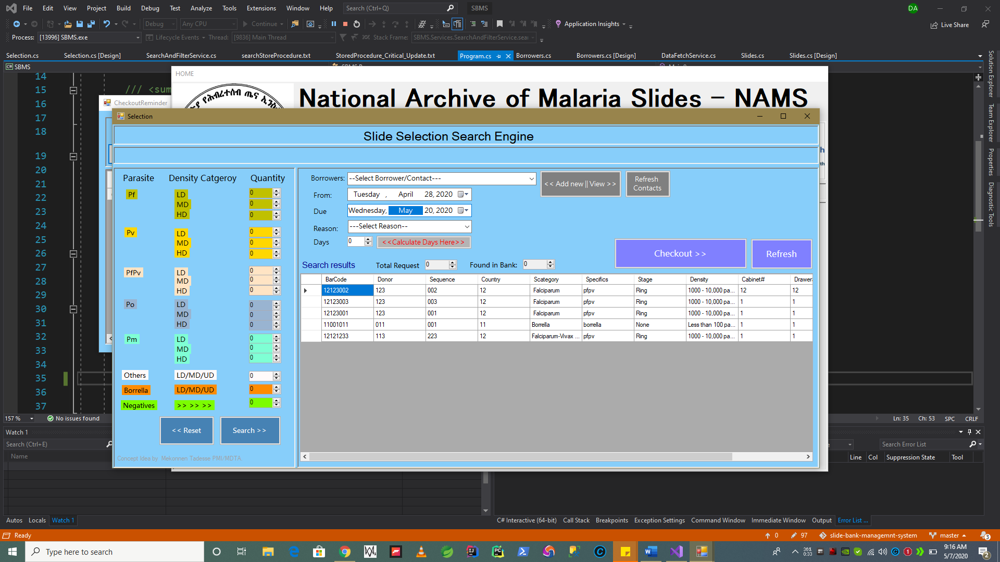 File Edit View Project Build Debug Test Analyze Tools Extensions Window Help Search (Ctrl+Q) SBMS DA
Debug Any CPU Continue Application Insights Live Share
Process: [13996] SBMS.exe Lifecycle Events Thread: [9836] Main Thread Stack Frame: SBMS.Services.SearchAndFilterService.sear
Selection.cs Selection.cs [Design] SearchAndFilterService.cs searchStoreProcedure.txt StoredProcedure_Critical_Update.txt Program.cs Borrowers.cs Borrowers.cs [Design] DataFetchService.cs Slides.cs Slides.cs [Design]
C# SBMS
HOME
National Archive of Malaria Slides – NAMS
CheckoutReminder
14
15 /// <sum
16
17
18
19
20
21
22
23
24
25
26
27
28
29
30
31
32
33
34
35
36
37
Selection
Slide Selection Search Engine
Parasite Density Catgeroy Quantity
Pf LD 0
MD 0
HD 0
Pv LD 0
MD 0
HD 0
PfPv LD 0
MD 0
HD 0
Po LD 0
MD 0
HD 0
Pm LD 0
MD 0
HD 0
Others LD/MD/UD 0
Borrella LD/MD/UD 0
Negatives >> >> >> 0
<< Reset Search >>
Concept Idea by Mekonnen Tadesse PMI/MDTA.
Borrowers: --Select Borrower/Contact--- << Add new || View >> Refresh Contacts
From: Tuesday , April 28, 2020
Due Wednesday, May 20, 2020
Reason: ---Select Reason--
Days 0 <<Calculate Days Here>>
Checkout >> Refresh
Search results Total Request 0 Found in Bank: 0
BarCode Donor Sequence Country Scategory Specifics Stage Density Cabinet# Drawer
12123002 123 002 12 Falciparum pfpv Ring 1000 - 10,000 pa... 12 12
12123003 123 003 12 Falciparum pfpv Ring 1000 - 10,000 pa... 1 1
12123001 123 001 12 Falciparum pfpv Ring 1000 - 10,000 pa... 1 1
11001011 011 001 11 Borrella borrella None Less than 100 pa... 1 1
12121233 113 223 12 Falciparum-Vivax ... pfpv Ring 1000 - 10,000 pa... 1 1
Solution Explorer
Team Explorer
Properties
Diagnostic Tools
157 % No issues found Ln: 35 Ch: 53 SPC CRLF
Watch 1
Search (Ctrl+E) Search Error List
Name Line Col Suppression State Tool
Autos Locals Watch 1 C# Interactive (64-bit) Call Stack Breakpoints Exception Settings Command Window Immediate Window Output Error List ...
Ready 0 97 slide-bank-managemnt-system master 3
Type here to search 36% 0:33 9:16 AM
5/7/2020 2